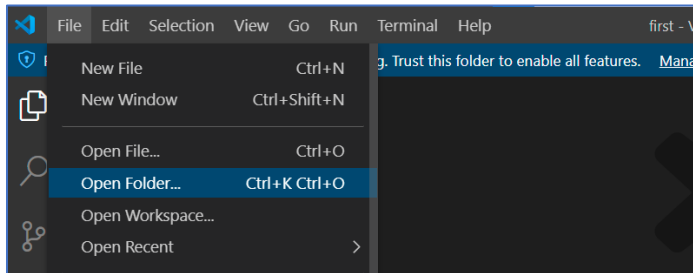 File Edit Selection View Go Run Terminal Help first -
g. Trust this folder to enable all features.
New File Ctrl+N
New Window Ctrl+Shift+N
Open File... Ctrl+O
Open Folder... Ctrl+K Ctrl+O
Open Workspace...
Open Recent